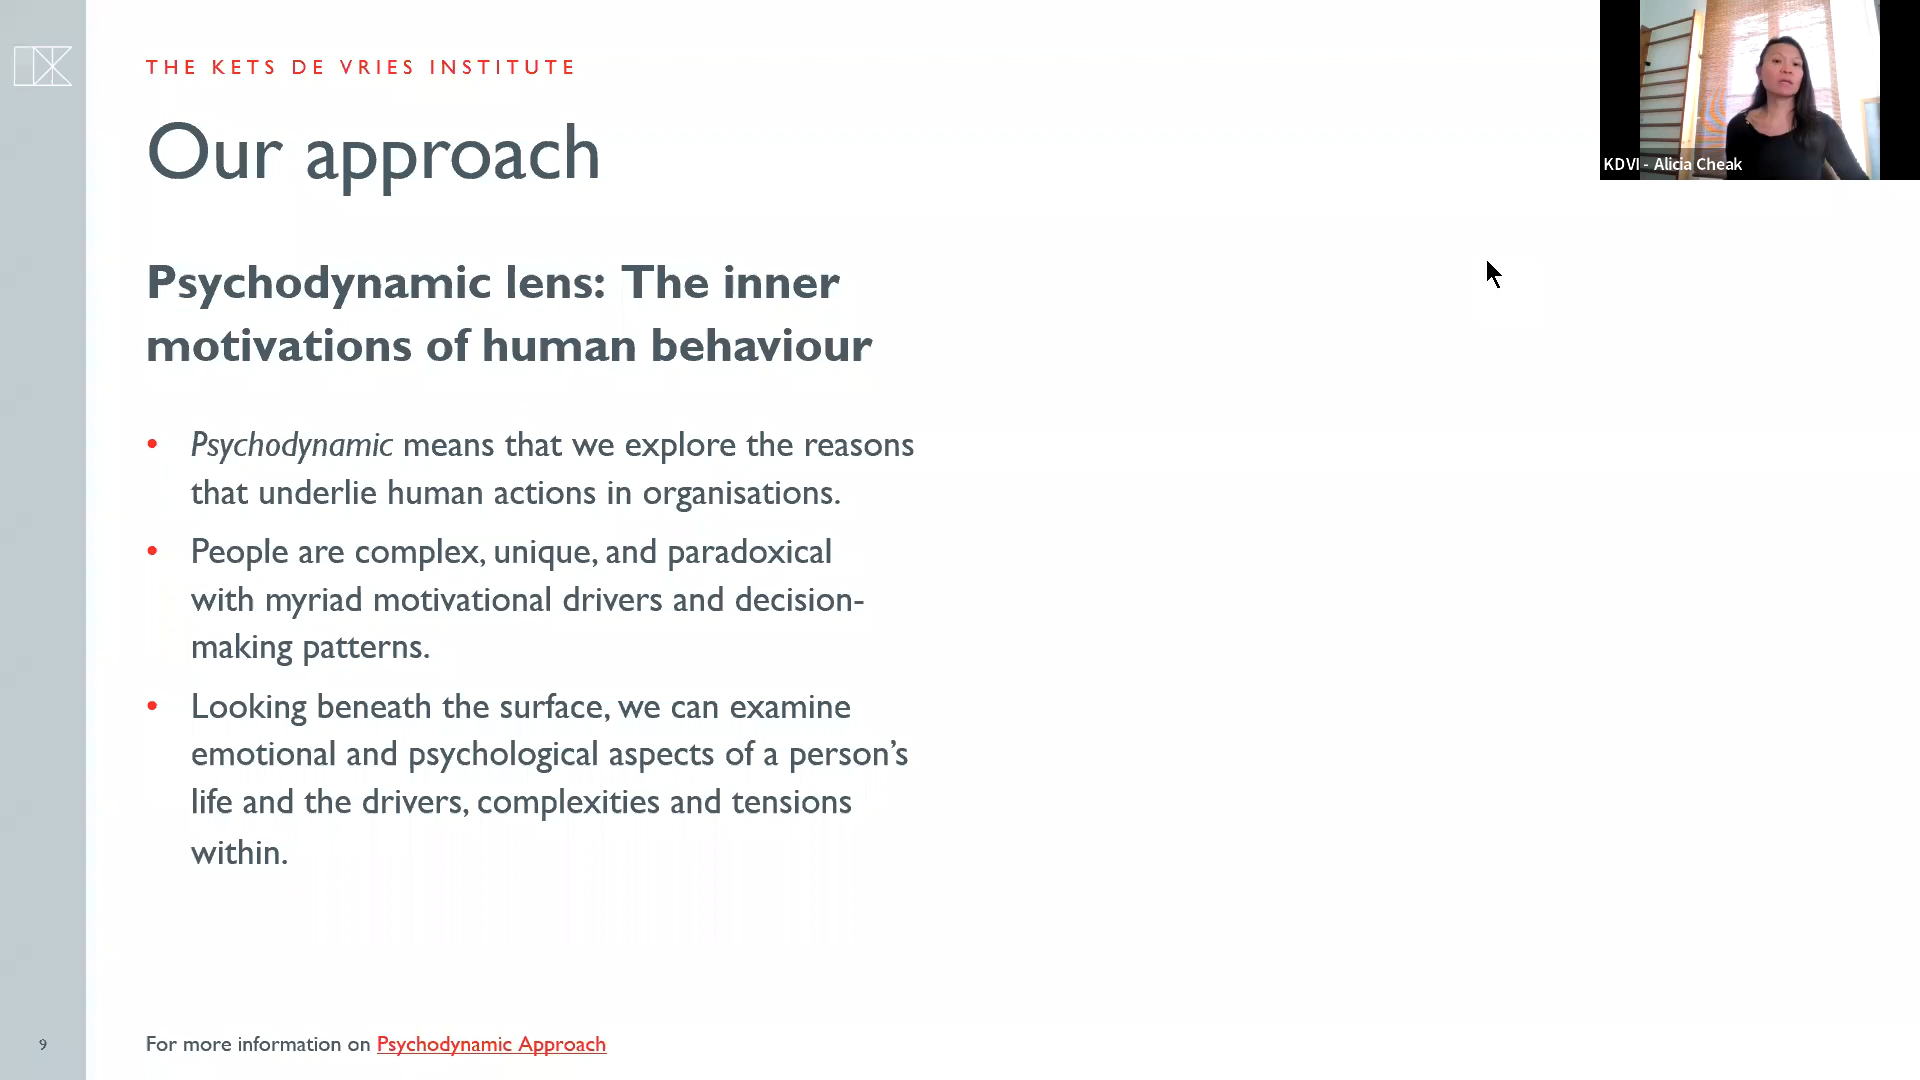 THE KETS DE VRIES INSTITUTE
Our approach
KDVI - Alicia Cheak
Psychodynamic lens: The inner
motivations of human behaviour
• Psychodynamic means that we explore the reasons
that underlie human actions in organisations.
• People are complex, unique, and paradoxical
with myriad motivational drivers and decision-
making patterns.
• Looking beneath the surface, we can examine
emotional and psychological aspects of a person’s
life and the drivers, complexities and tensions
within.
9
For more information on Psychodynamic Approach